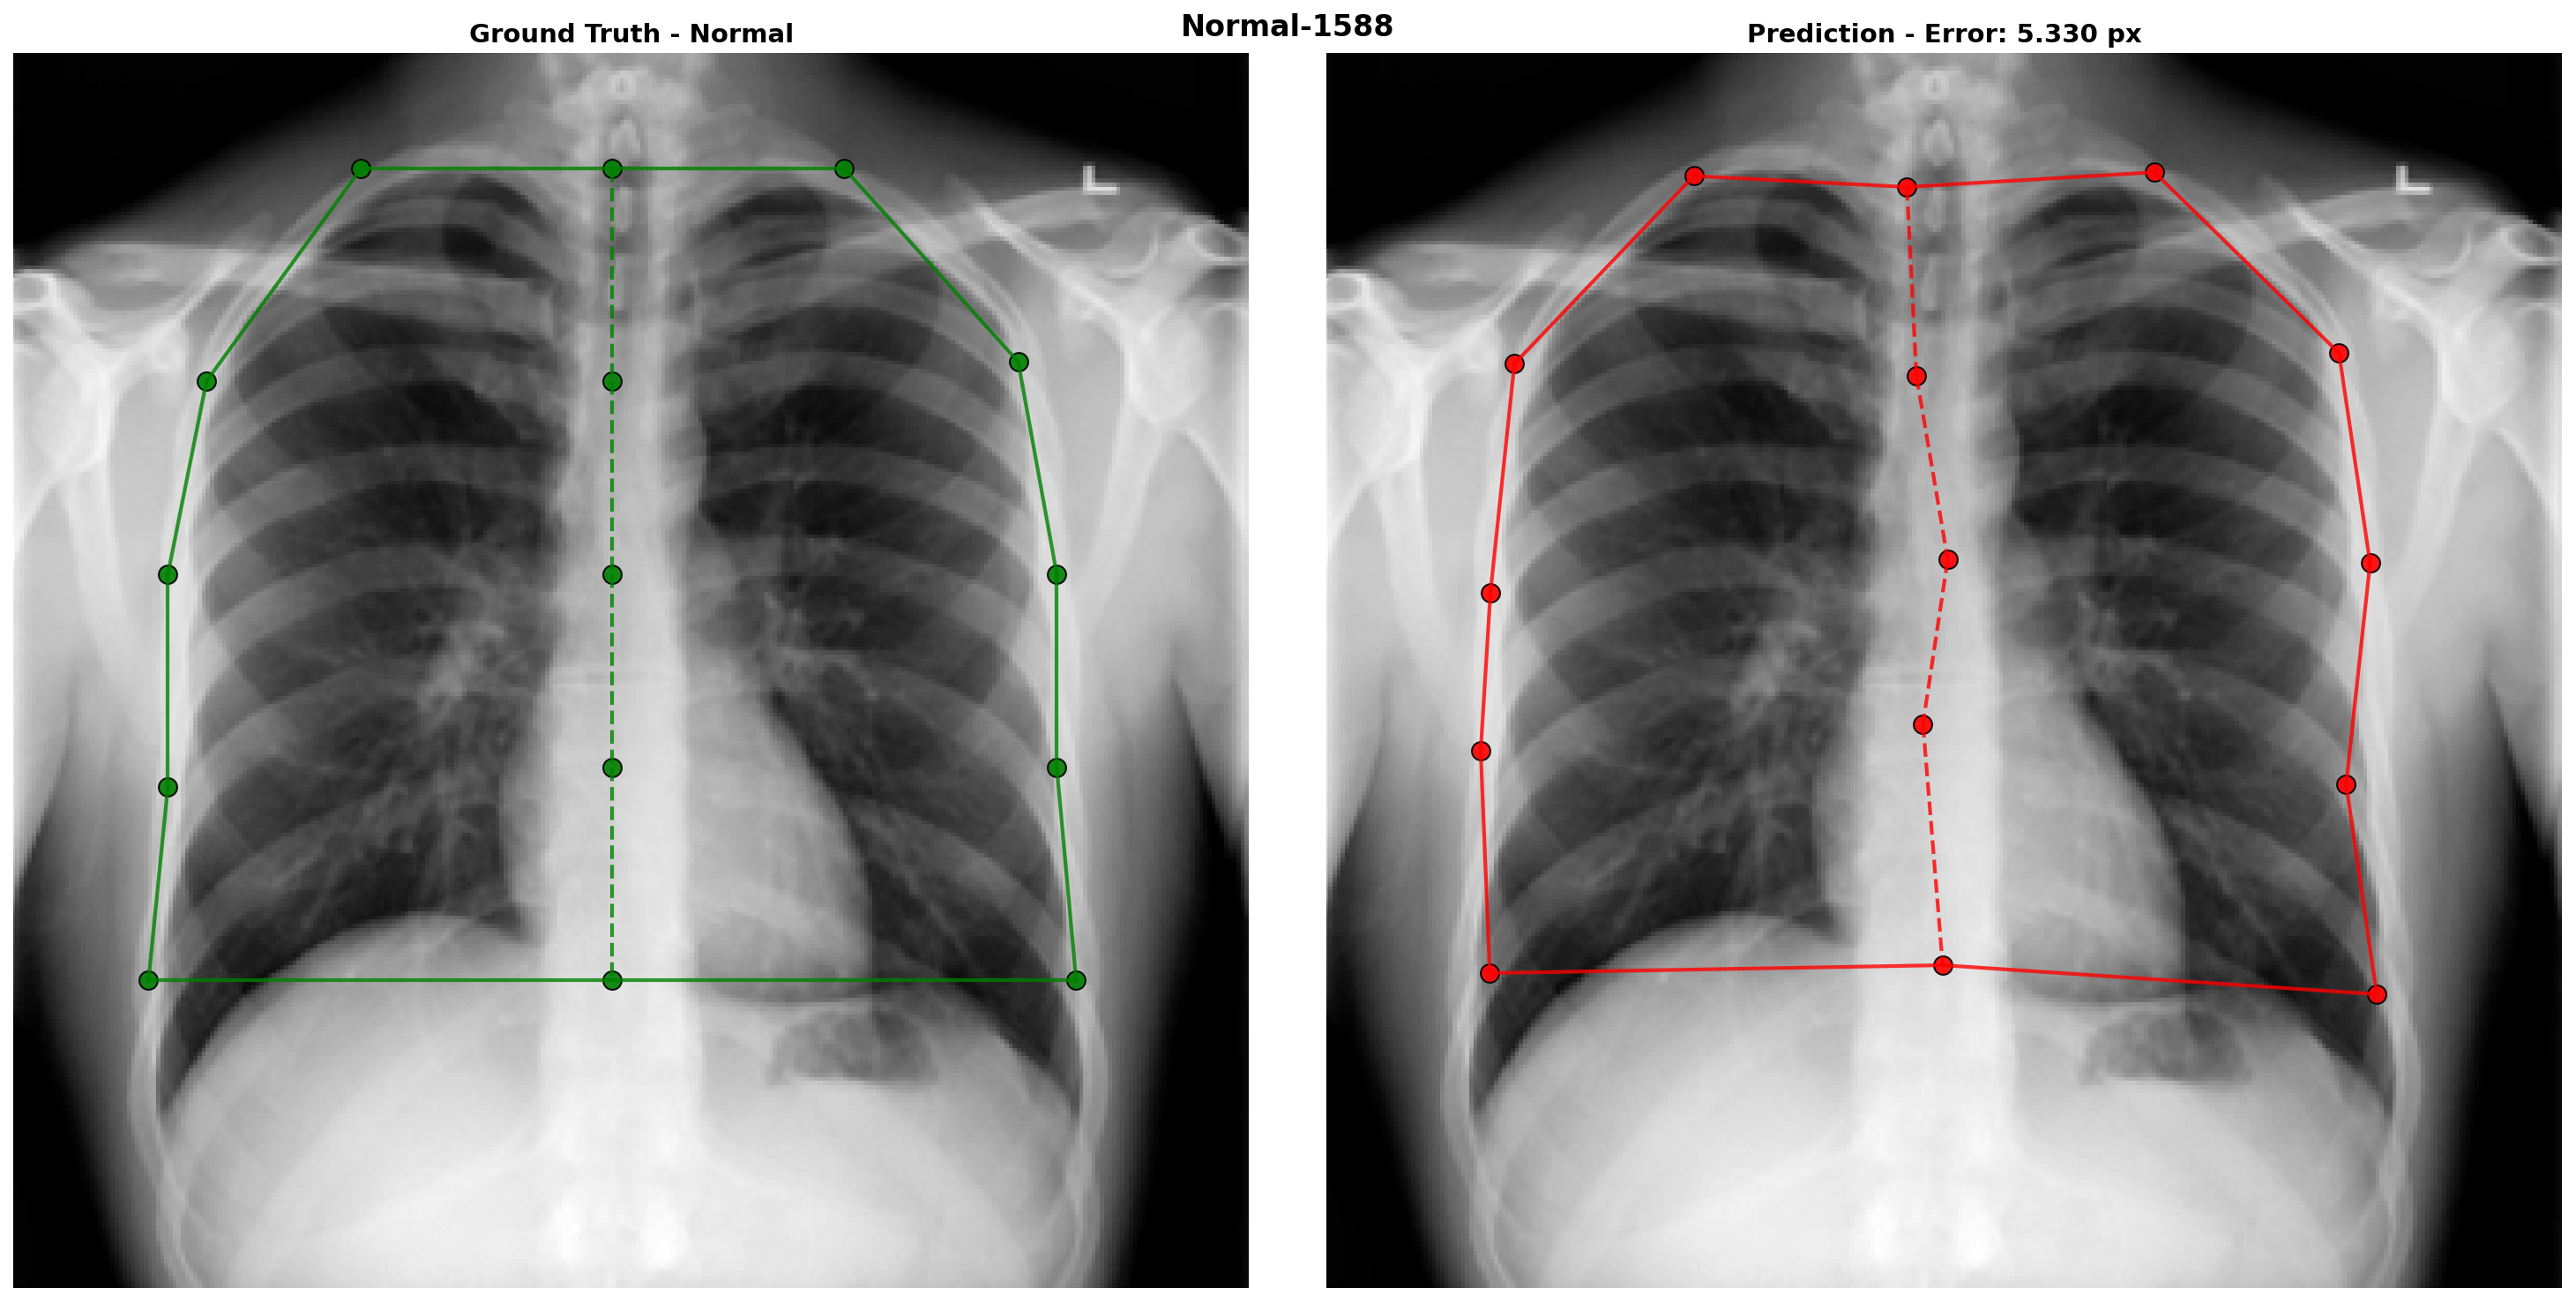 Normal-1588
Ground Truth - Normal
Prediction - Error: 5.330 px
L
L